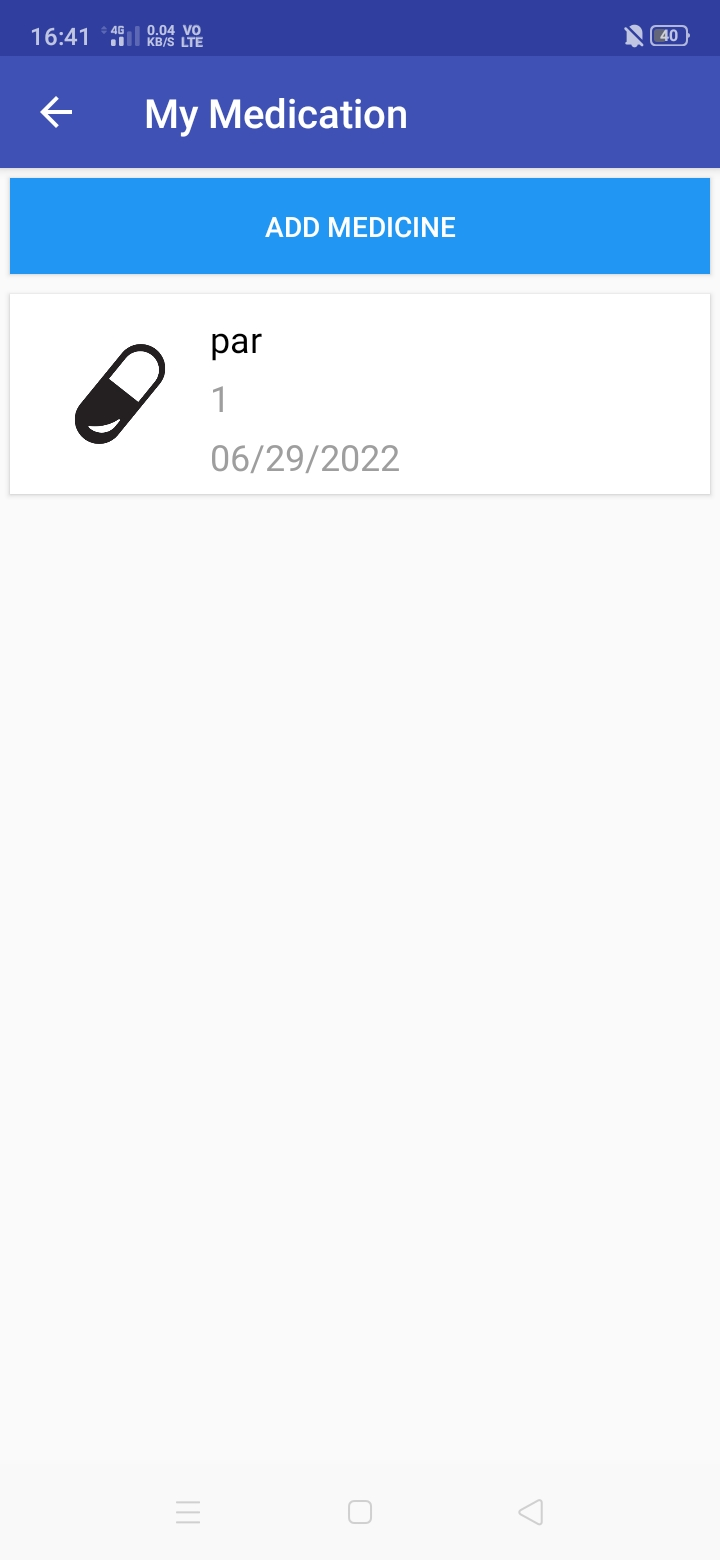 16:41 4G 0.04 KB/S VO LTE 40
My Medication
ADD MEDICINE
par
1
06/29/2022